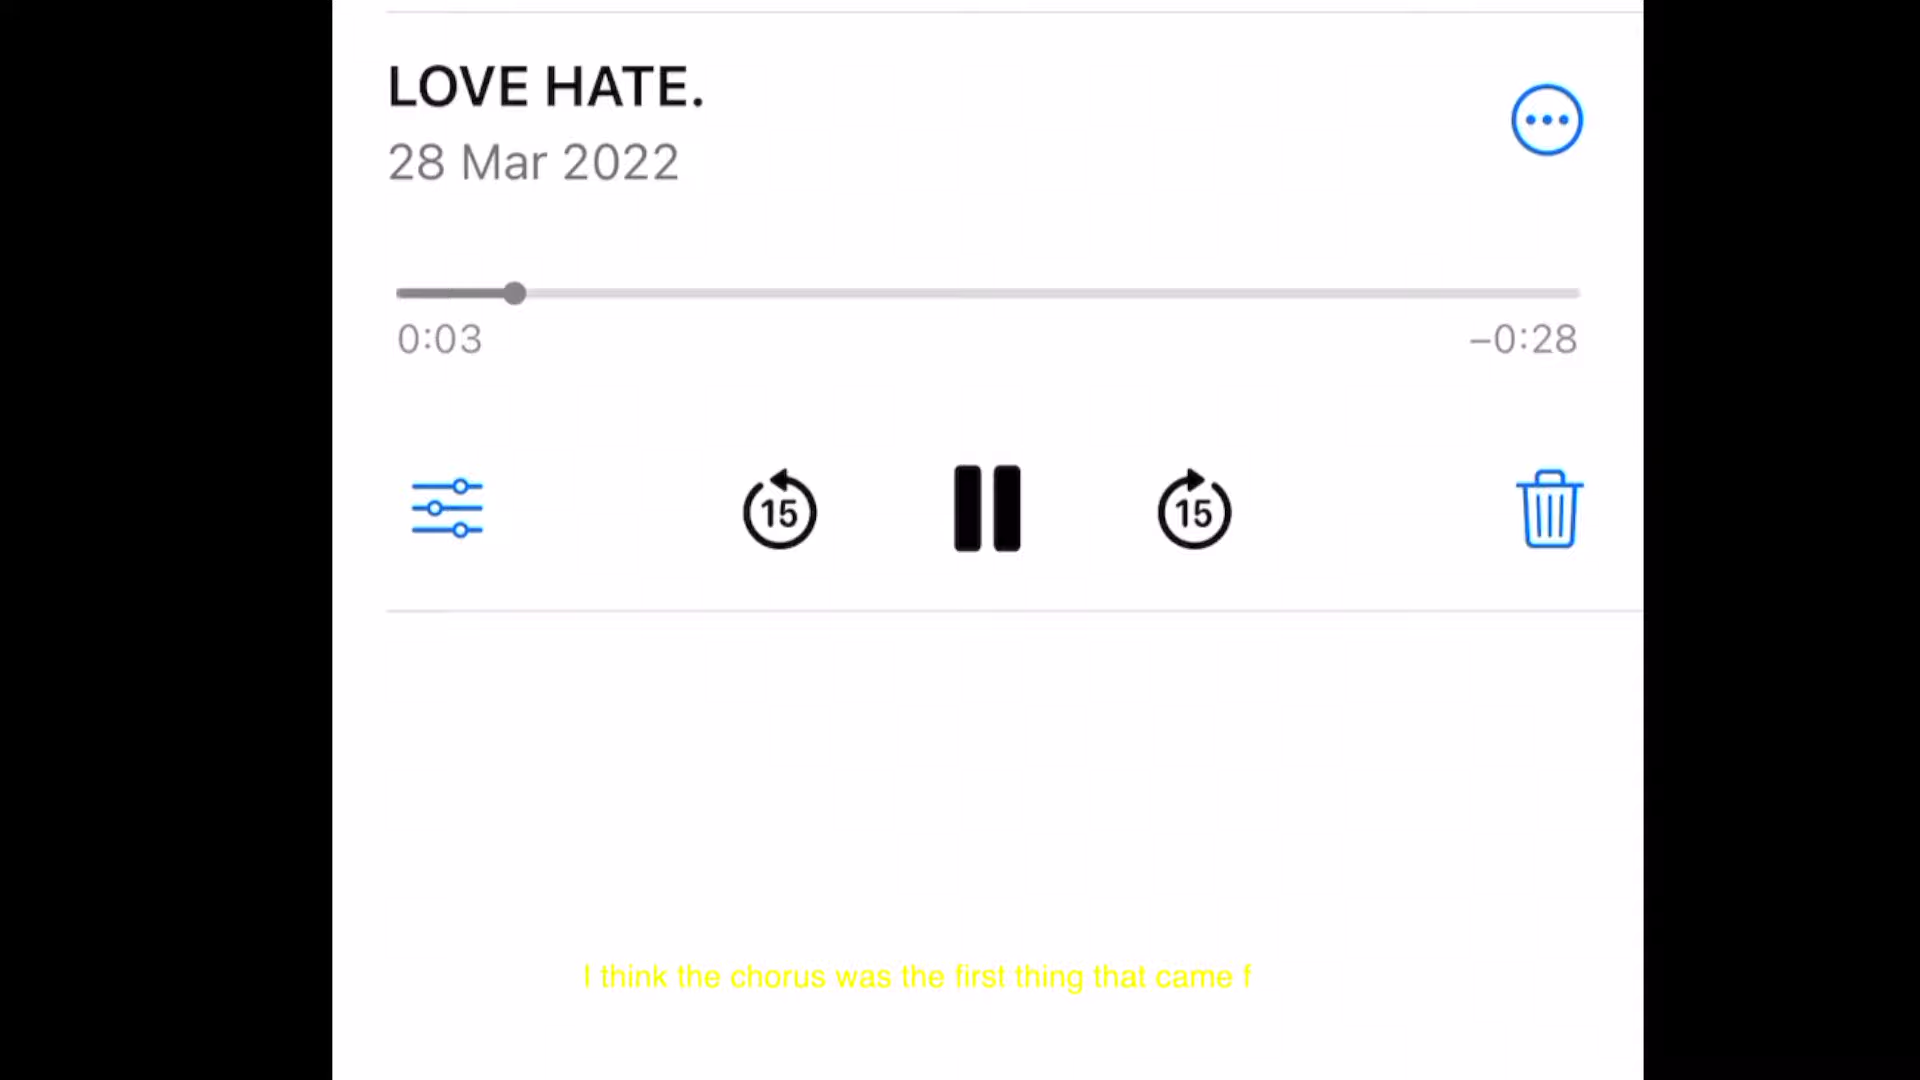 LOVE HATE.
28 Mar 2022
0:03
–0:28
15
15
I think the chorus was the first thing that came f